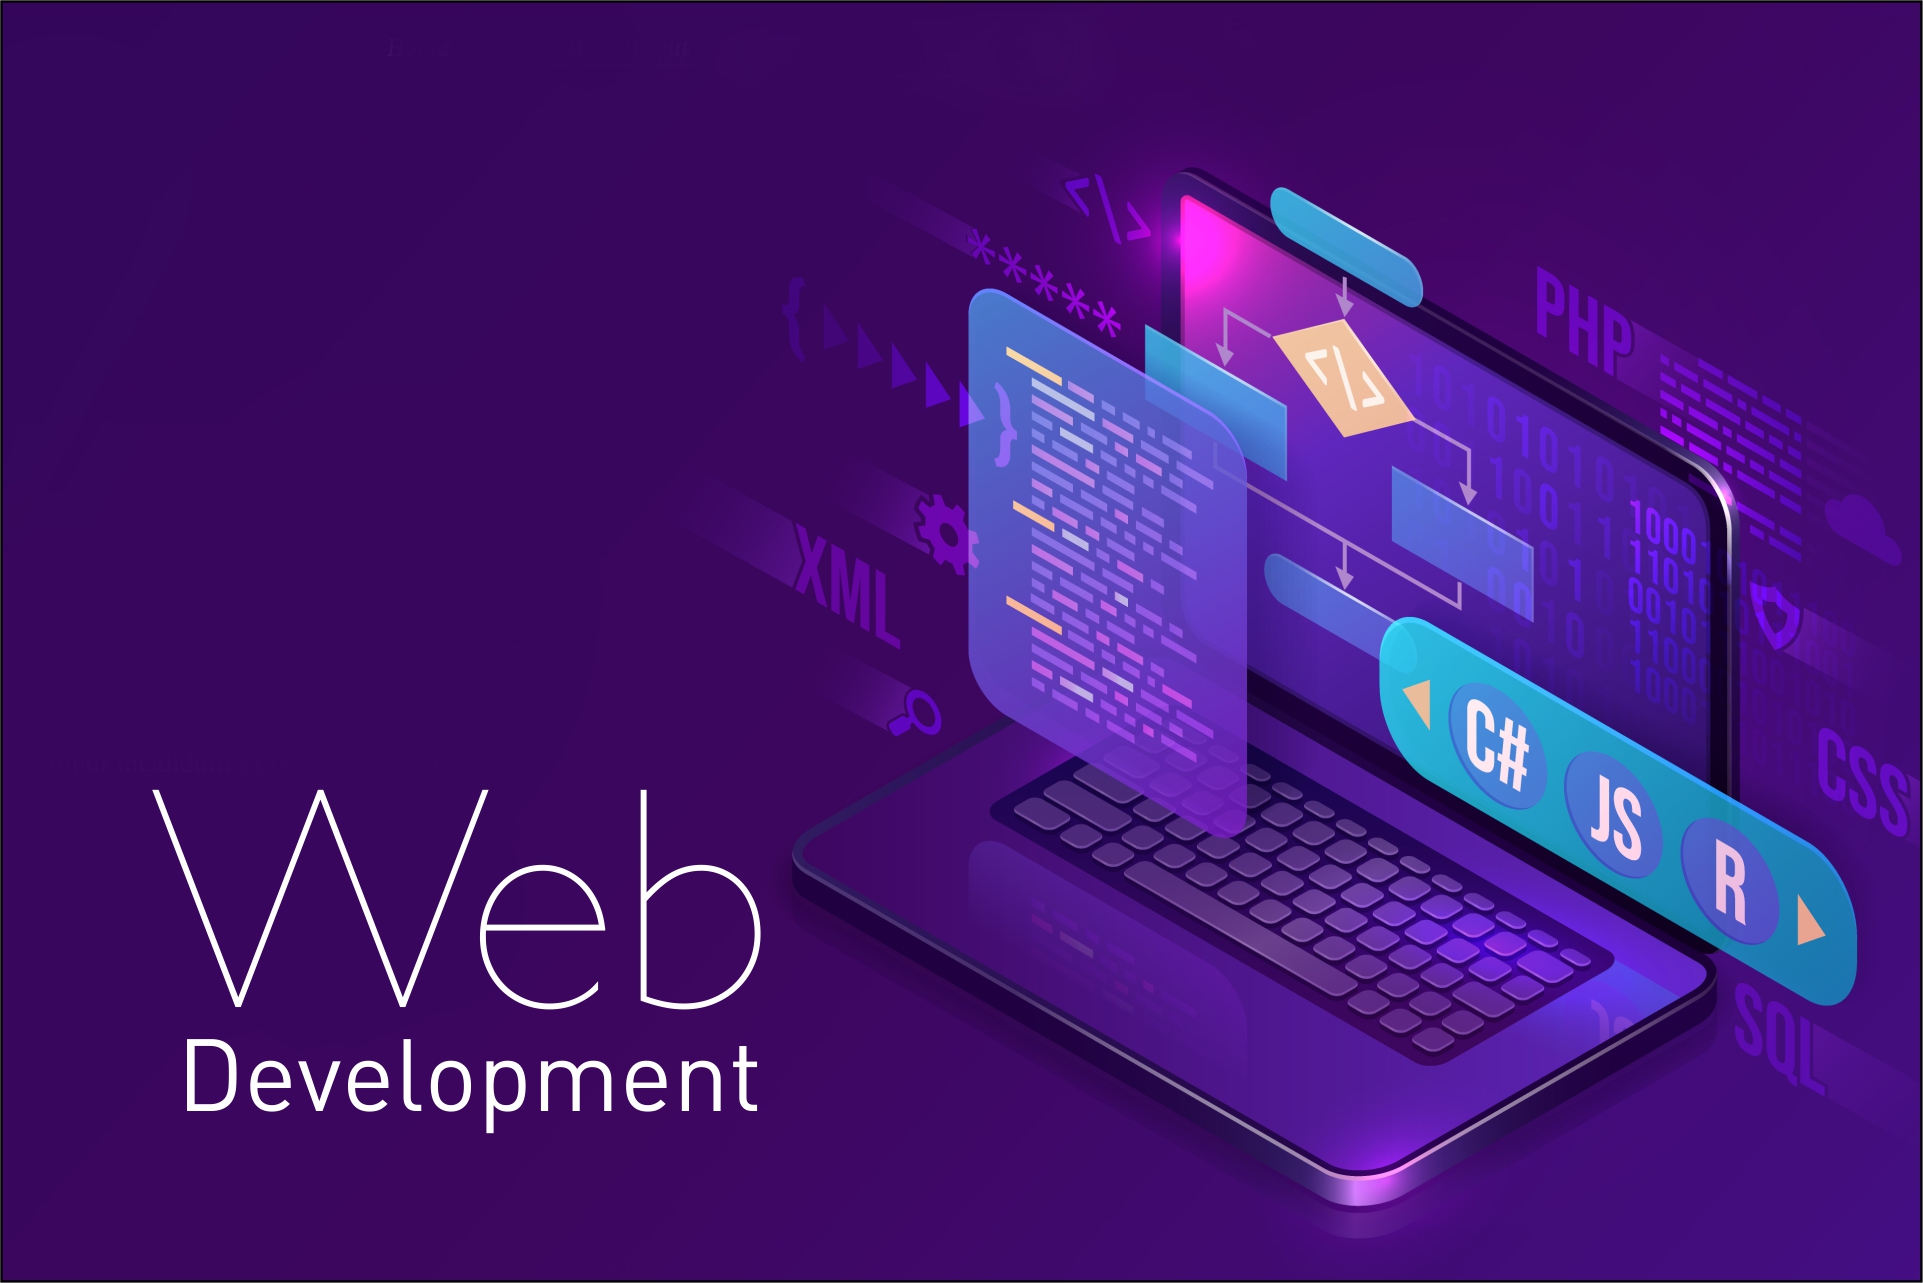 </>
*****
{
}
PHP
</>
XML
C#
JS
R
CSS
SQL
Web
Development